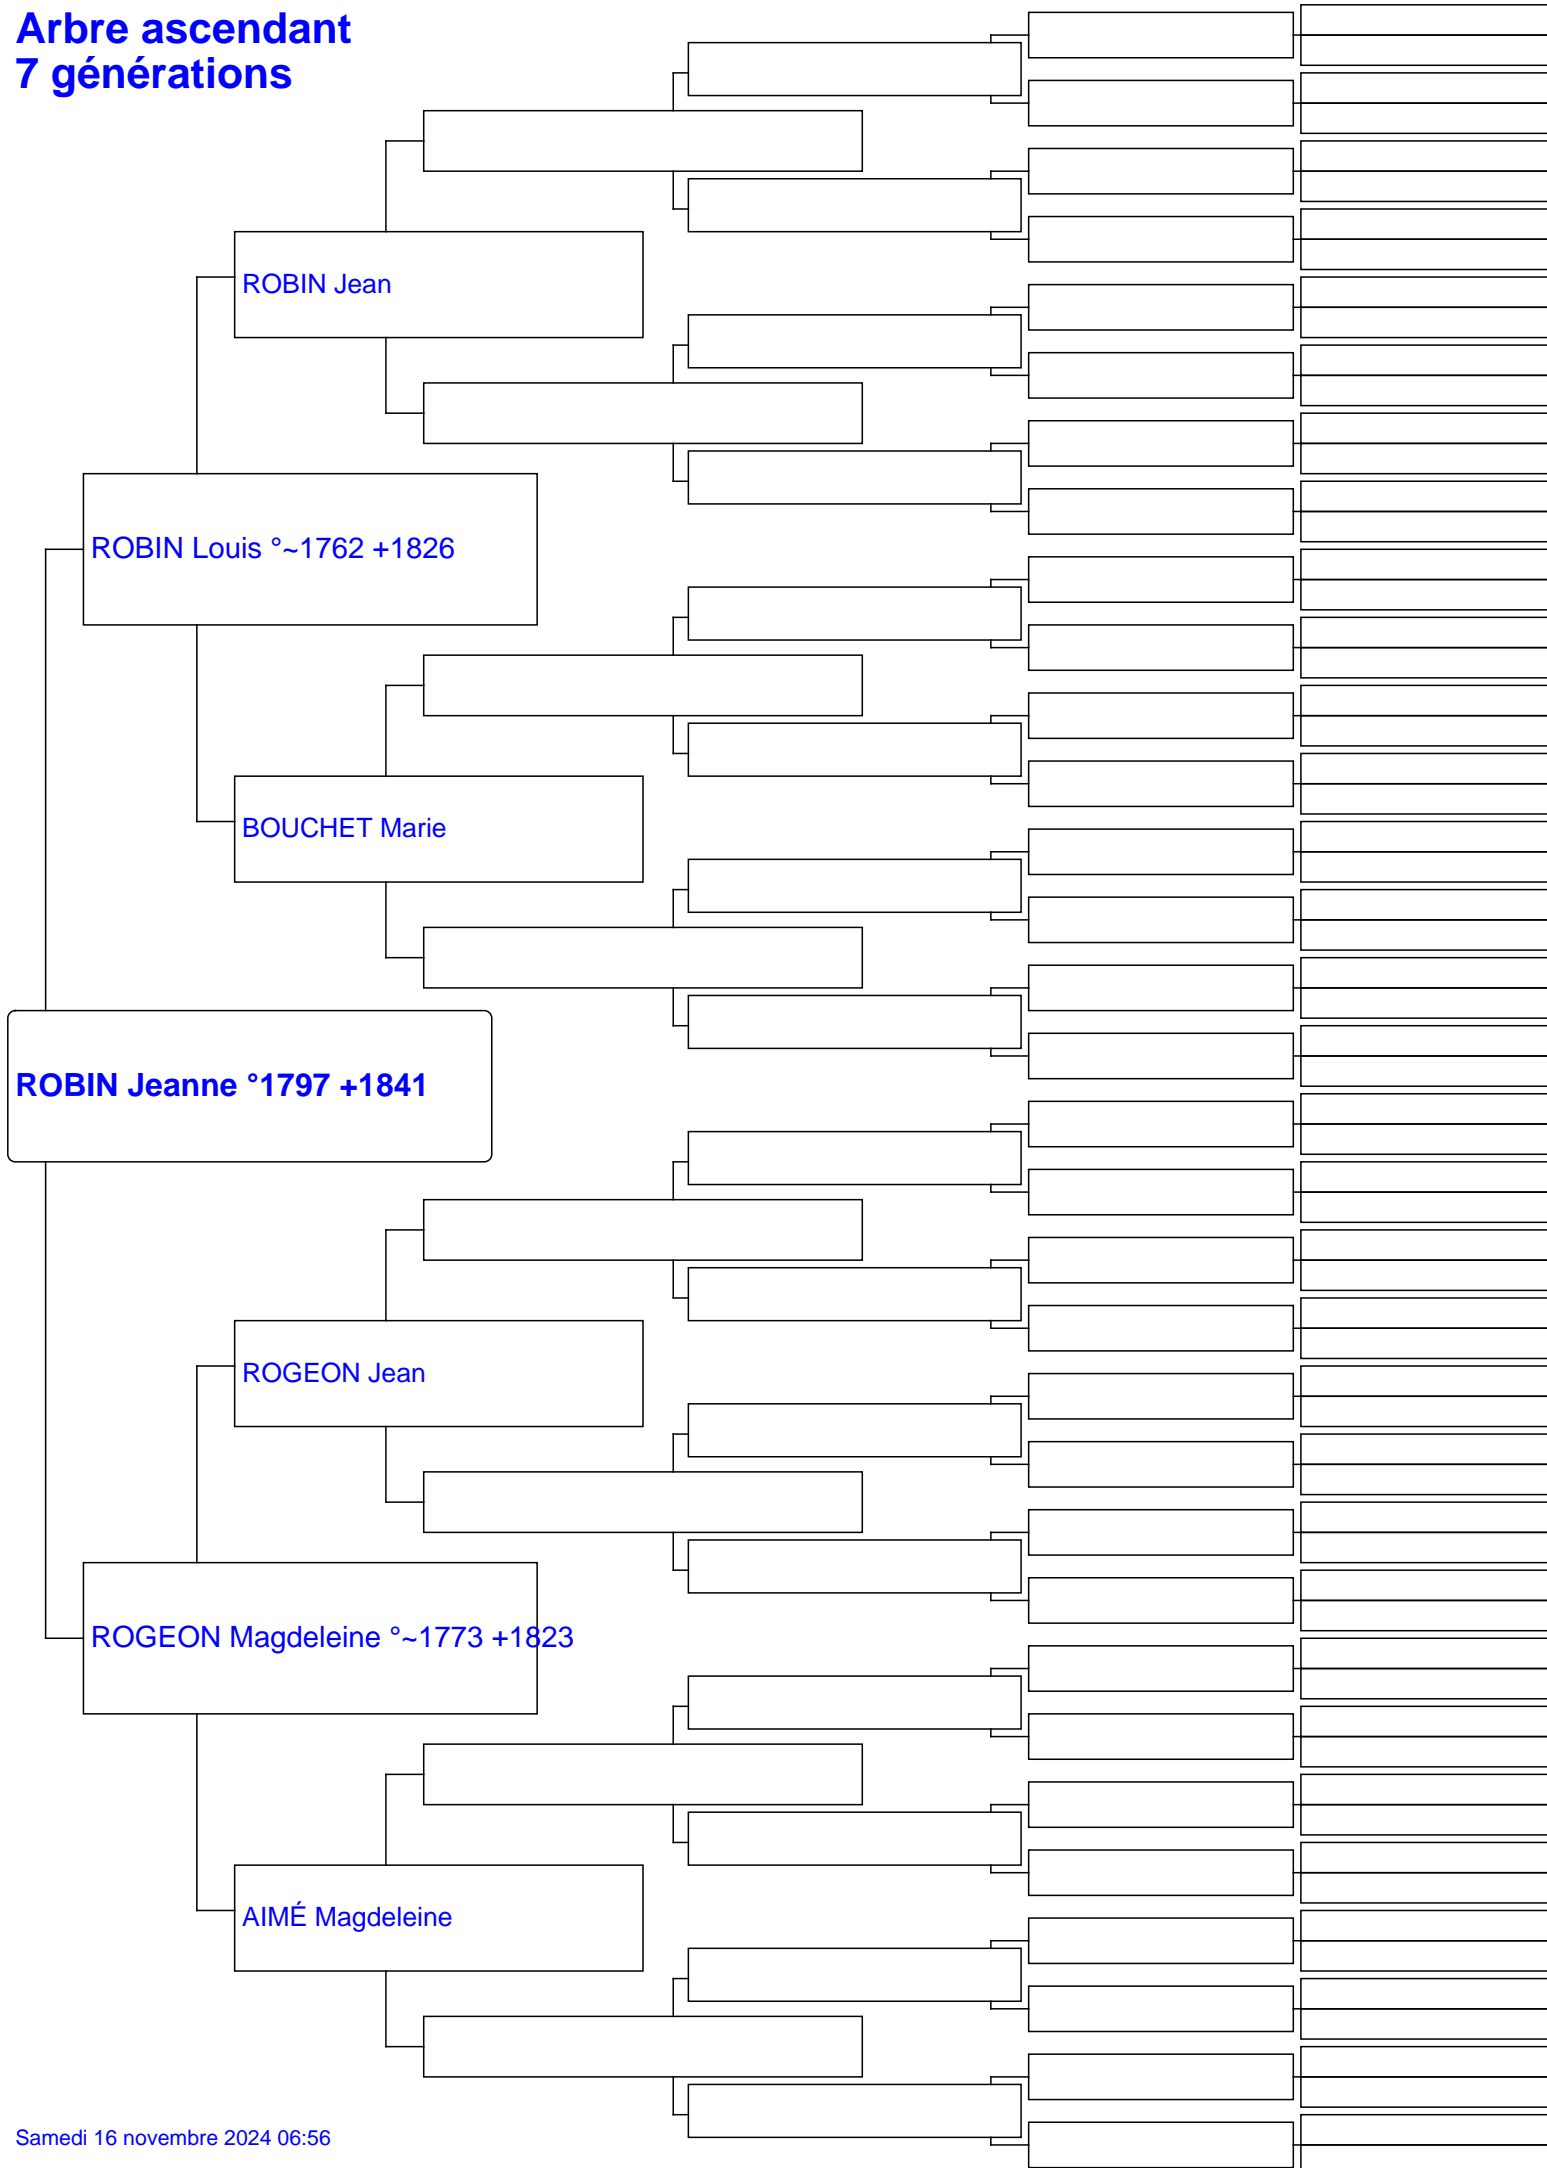 Arbre ascendant
7 générations
ROBIN Jean
ROBIN Louis °~1762 +1826
BOUCHET Marie
ROBIN Jeanne °1797 +1841
ROGEON Jean
ROGEON Magdeleine °~1773 +1823
AIMÉ Magdeleine
Samedi 16 novembre 2024 06:56